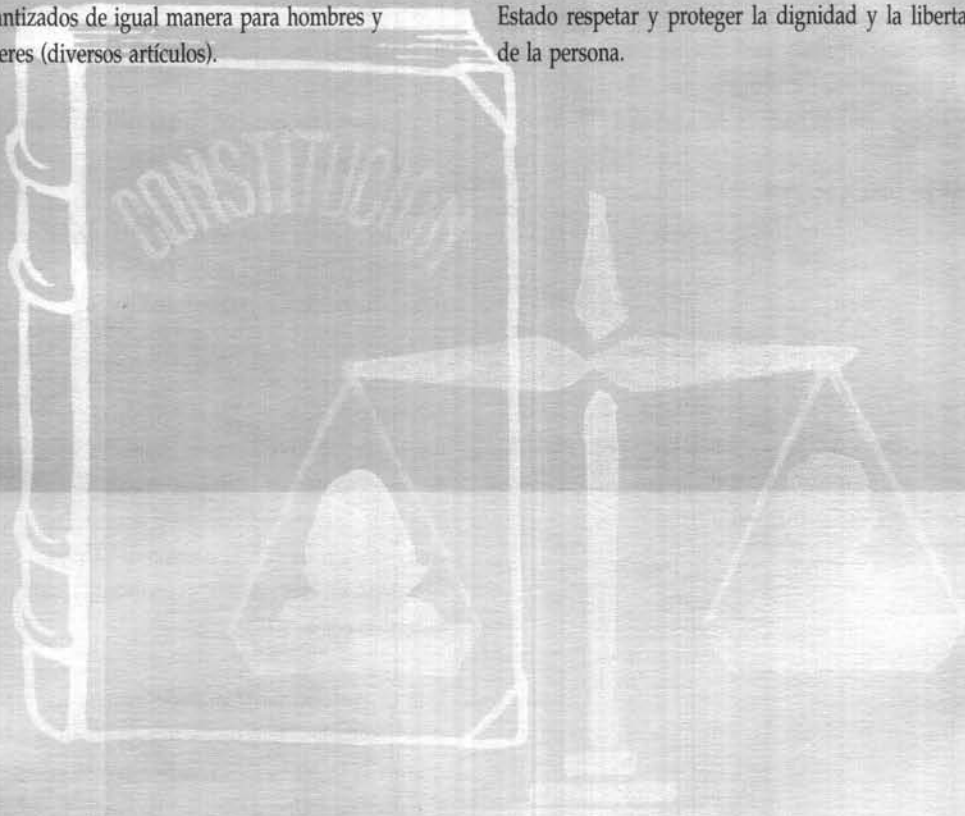 antizados de igual manera para hombres y
eres (diversos artículos).
Estado respetar y proteger la dignidad y la liberta
de la persona.
CONSTITUCION